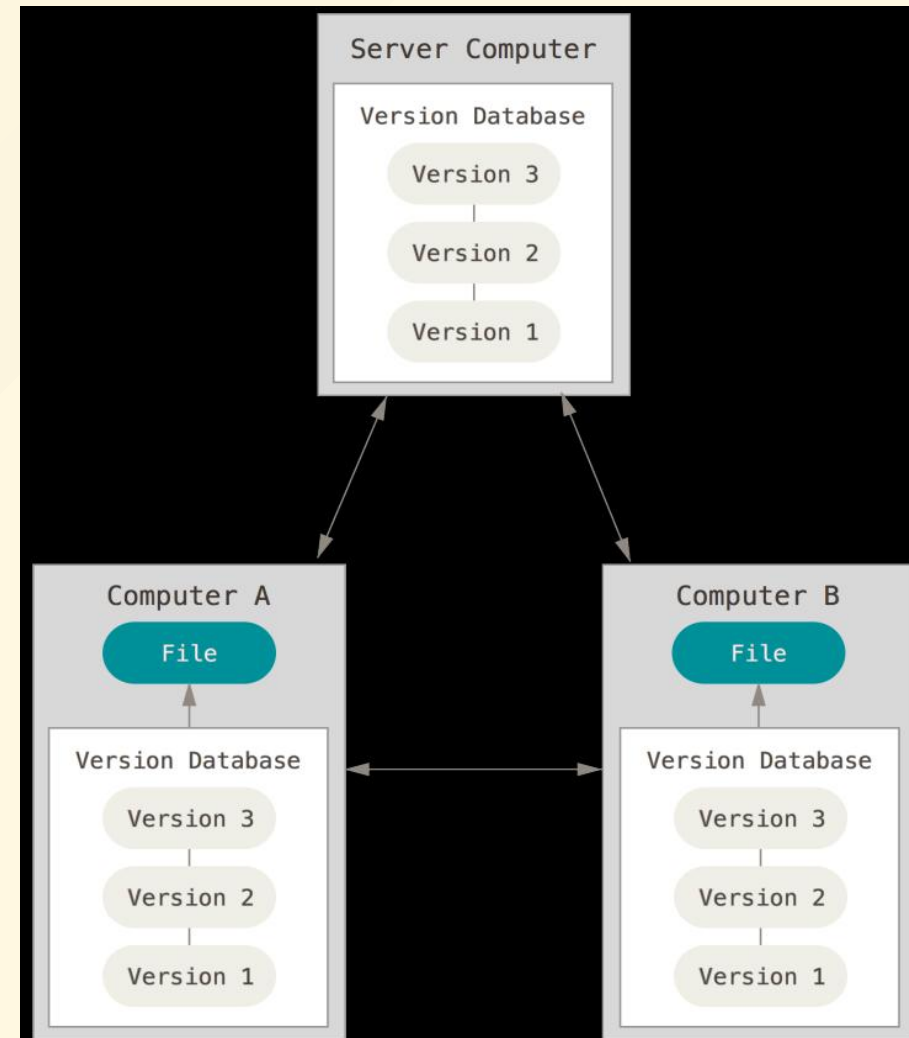 Server Computer
Version Database
Version 3
Version 2
Version 1
Computer A
File
Version Database
Version 3
Version 2
Version 1
Computer B
File
Version Database
Version 3
Version 2
Version 1